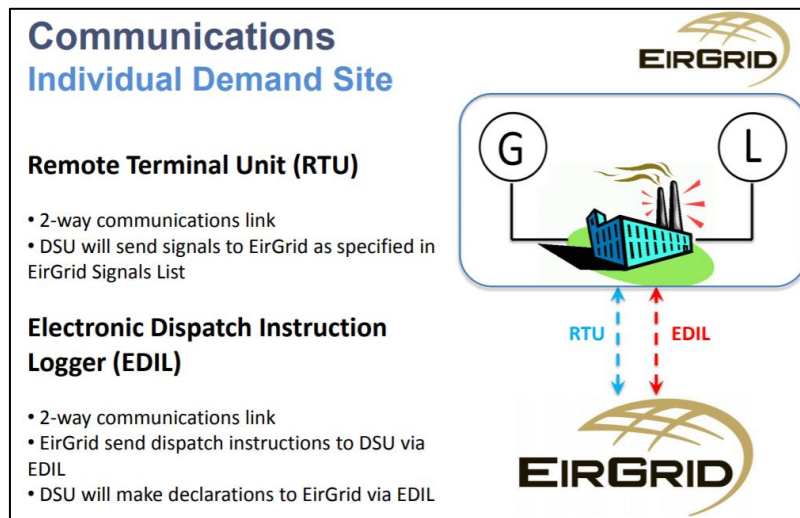 Communications
Individual Demand Site
EIRGRID
Remote Terminal Unit (RTU)
• 2-way communications link
• DSU will send signals to EirGrid as specified in
EirGrid Signals List
Electronic Dispatch Instruction
Logger (EDIL)
• 2-way communications link
• EirGrid send dispatch instructions to DSU via
EDIL
• DSU will make declarations to EirGrid via EDIL
G
L
RTU
EDIL
EIRGRID